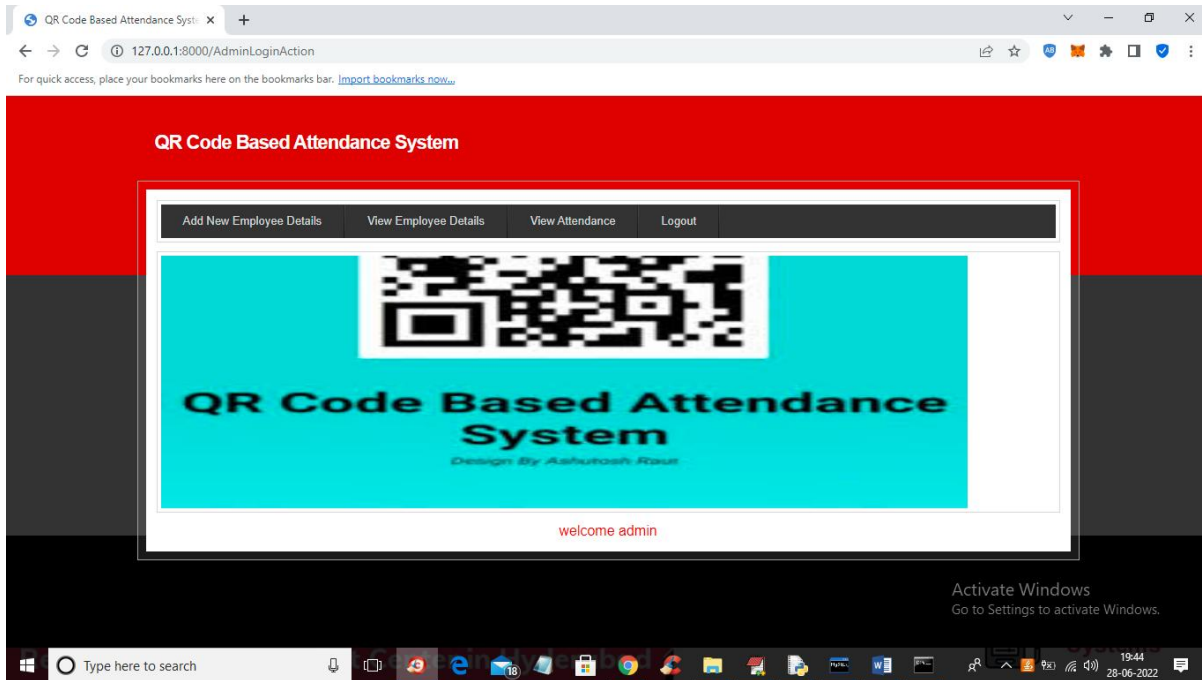 QR Code Based Attendance Syst
127.0.0.1:8000/AdminLoginAction
For quick access, place your bookmarks here on the bookmarks bar. Import bookmarks now...
QR Code Based Attendance System
Add New Employee Details View Employee Details View Attendance Logout
QR Code Based Attendance
System
Design By Ashutosh Raut
welcome admin
Activate Windows
Go to Settings to activate Windows.
Type here to search
18
19:44
28-06-2022